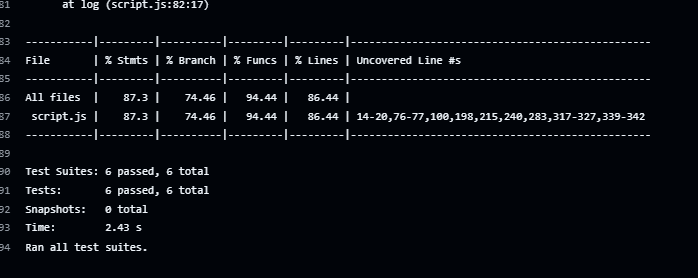 81       at log (script.js:82:17)
82
83 -----------|---------|----------|---------|---------|---------------------------------------------
84 File       | % Stmts | % Branch | % Funcs | % Lines | Uncovered Line #s
85 -----------|---------|----------|---------|---------|---------------------------------------------
86 All files  |    87.3 |    74.46 |   94.44 |   86.44 |
87  script.js |    87.3 |    74.46 |   94.44 |   86.44 | 14-20,76-77,100,198,215,240,283,317-327,339-342
88 -----------|---------|----------|---------|---------|---------------------------------------------
89
90 Test Suites: 6 passed, 6 total
91 Tests:       6 passed, 6 total
92 Snapshots:   0 total
93 Time:        2.43 s
94 Ran all test suites.